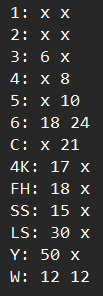 1: x x
2: x x
3: 6 x
4: x 8
5: x 10
6: 18 24
C: x 21
4K: 17 x
FH: 18 x
SS: 15 x
LS: 30 x
Y: 50 x
W: 12 12